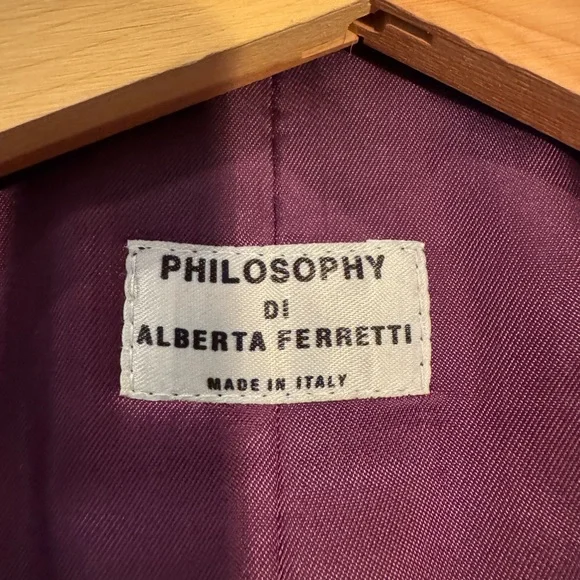 PHILOSOPHY
DI
ALBERTA FERRETTI
MADE IN ITALY